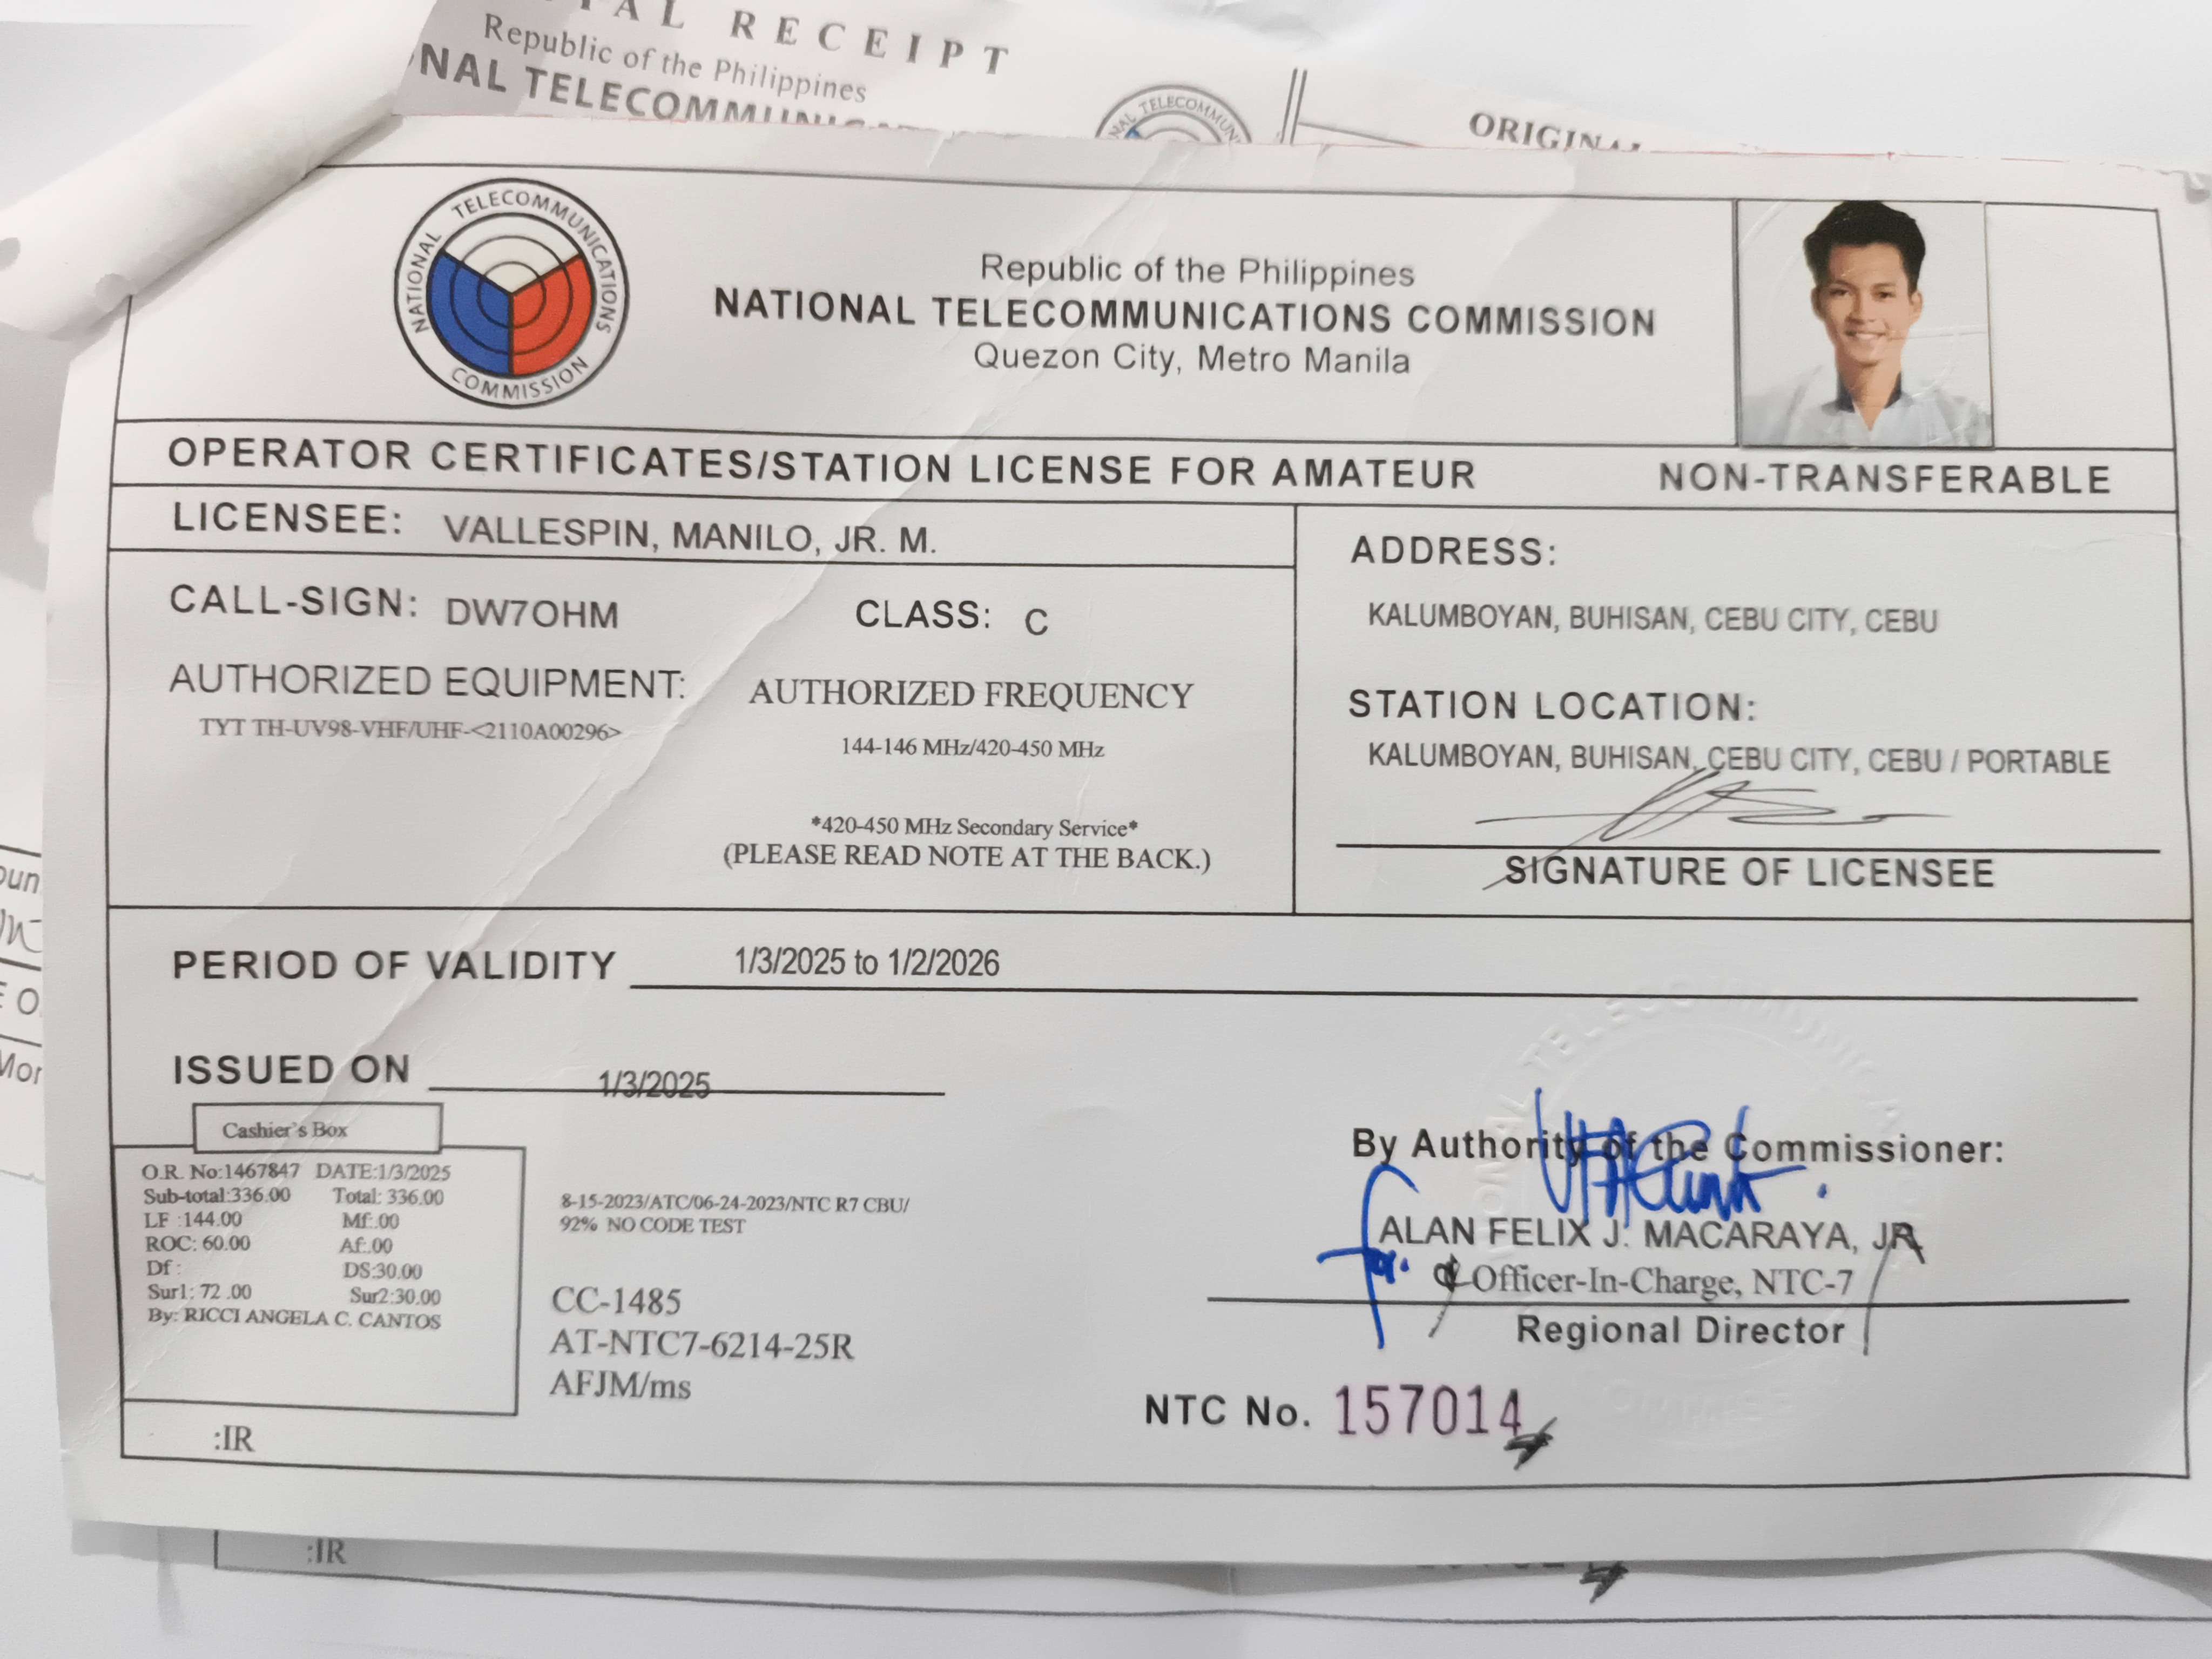 RECEIPT
Republic of the Philippines
NAL
ORIGINAL
NATIONAL TELECOMMUNICATIONS COMMISSION
Republic of the Philippines
NATIONAL TELECOMMUNICATIONS COMMISSION
Quezon City, Metro Manila
OPERATOR CERTIFICATES/STATION LICENSE FOR AMATEUR NON-TRANSFERABLE
LICENSEE: VALLESPIN, MANILO, JR. M.
CALL-SIGN: DW7OHM CLASS: C
AUTHORIZED EQUIPMENT:
TYT TH-UV98-VHF/UHF-<2110A00296>
AUTHORIZED FREQUENCY
144-146 MHz/420-450 MHz
*420-450 MHz Secondary Service*
(PLEASE READ NOTE AT THE BACK.)
ADDRESS:
KALUMBOYAN, BUHISAN, CEBU CITY, CEBU
STATION LOCATION:
KALUMBOYAN, BUHISAN, CEBU CITY, CEBU / PORTABLE
SIGNATURE OF LICENSEE
PERIOD OF VALIDITY 1/3/2025 to 1/2/2026
ISSUED ON 1/3/2025
Cashier's Box
O.R. No:1467847 DATE:1/3/2025
Sub-total:336.00 Total: 336.00
LF :144.00 Mf:.00
ROC: 60.00 Af:.00
Df : DS:30.00
Sur1: 72 .00 Sur2:30.00
By: RICCI ANGELA C. CANTOS
8-15-2023/ATC/06-24-2023/NTC R7 CBU/
92% NO CODE TEST
CC-1485
AT-NTC7-6214-25R
AFJM/ms
By Authority of the Commissioner:
for.
ALAN FELIX J. MACARAYA, JR
Officer-In-Charge, NTC-7
Regional Director
NTC No. 157014
:IR
:IR